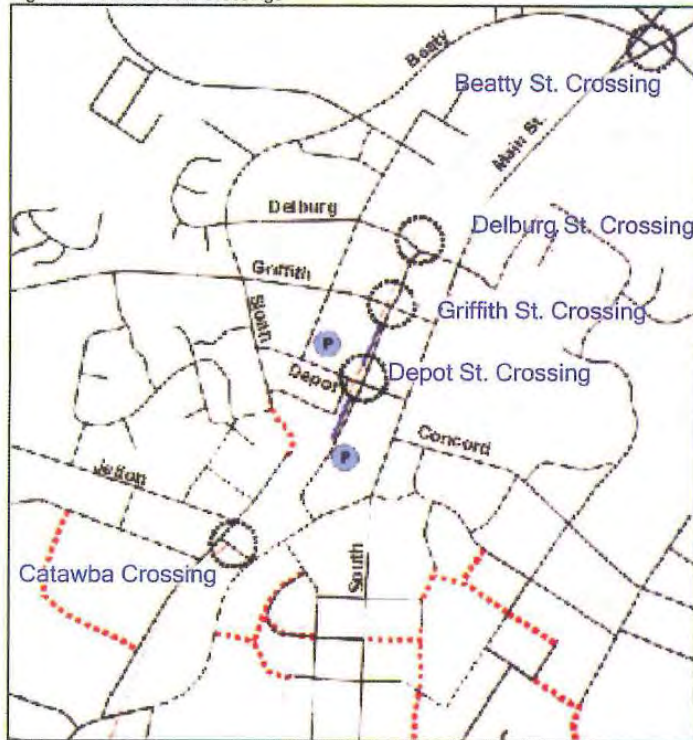 Beaty
Beatty St. Crossing
Main St.
Delburg
Delburg St. Crossing
Griffith
Griffith St. Crossing
Sloan
P
Depot
Depot St. Crossing
Concord
P
Jetton
Catawba Crossing
South